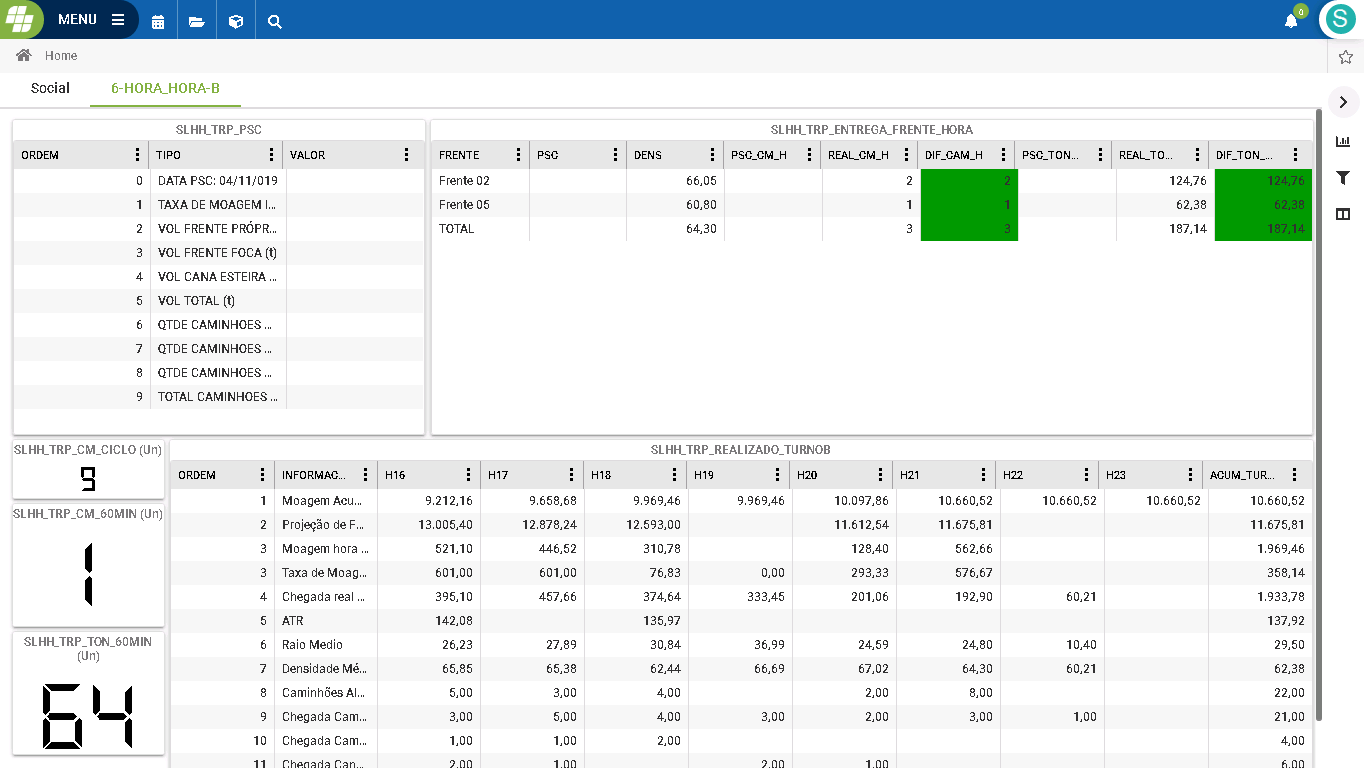 MENU
0
S
Home
Social 6-HORA_HORA-B
SLHH_TRP_PSC
ORDEM TIPO VALOR
0 DATA PSC: 04/11/019
1 TAXA DE MOAGEM I...
2 VOL FRENTE PRÓPR...
3 VOL FRENTE FOCA (t)
4 VOL CANA ESTEIRA ...
5 VOL TOTAL (t)
6 QTDE CAMINHOES ...
7 QTDE CAMINHOES ...
8 QTDE CAMINHOES ...
9 TOTAL CAMINHOES ...
SLHH_TRP_ENTREGA_FRENTE_HORA
FRENTE PSC DENS PSC_CM_H REAL_CM_H DIF_CAM_H PSC_TON... REAL_TO... DIF_TON_...
Frente 02 66,05 2 2 124,76 124,76
Frente 05 60,80 1 1 62,38 62,38
TOTAL 64,30 3 3 187,14 187,14
SLHH_TRP_CM_CICLO (Un)
9
SLHH_TRP_CM_60MIN (Un)
1
SLHH_TRP_TON_60MIN
(Un)
64
SLHH_TRP_REALIZADO_TURNOB
ORDEM INFORMAC... H16 H17 H18 H19 H20 H21 H22 H23 ACUM_TUR...
1 Moagem Acu... 9.212,16 9.658,68 9.969,46 9.969,46 10.097,86 10.660,52 10.660,52 10.660,52 10.660,52
2 Projeção de F... 13.005,40 12.878,24 12.593,00 11.612,54 11.675,81 11.675,81
3 Moagem hora ... 521,10 446,52 310,78 128,40 562,66 1.969,46
3 Taxa de Moag... 601,00 601,00 76,83 0,00 293,33 576,67 358,14
4 Chegada real ... 395,10 457,66 374,64 333,45 201,06 192,90 60,21 1.933,78
5 ATR 142,08 135,97 137,92
6 Raio Medio 26,23 27,89 30,84 36,99 24,59 24,80 10,40 29,50
7 Densidade Mé... 65,85 65,38 62,44 66,69 67,02 64,30 60,21 62,38
8 Caminhões Al... 5,00 3,00 4,00 2,00 8,00 22,00
9 Chegada Cam... 3,00 5,00 4,00 3,00 2,00 3,00 1,00 21,00
10 Chegada Cam... 1,00 1,00 2,00 4,00
11 Chegada Can... 2,00 1,00 2,00 1,00 6,00